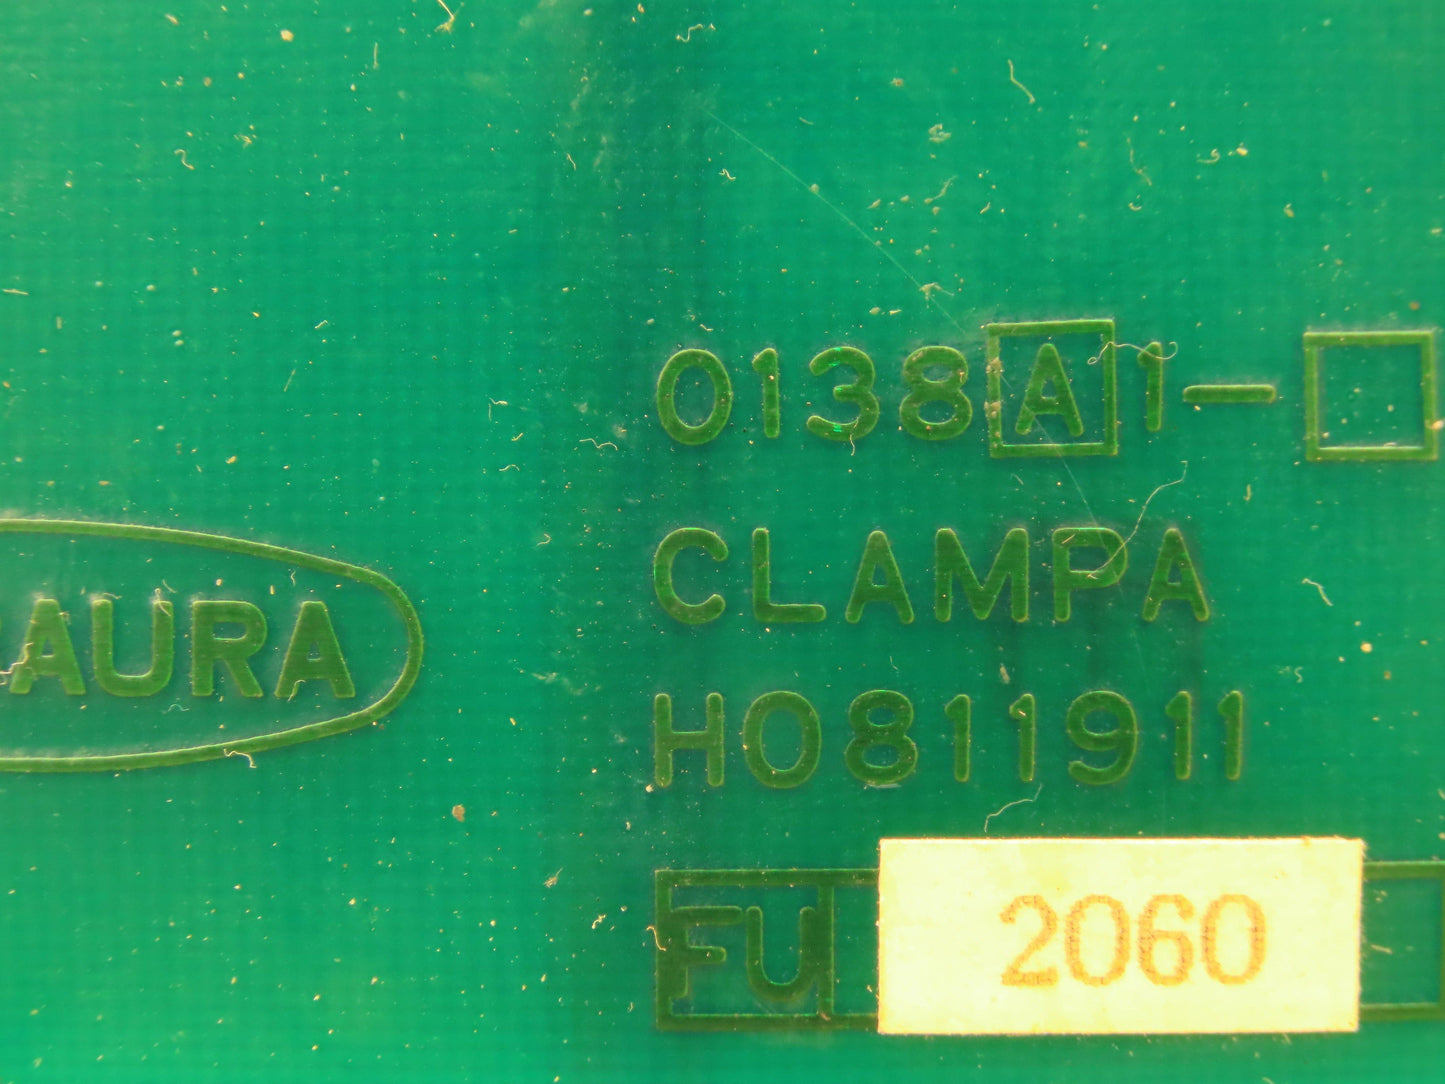 0138A1-□
AURA
CLAMPA
H0811911
FU 2060